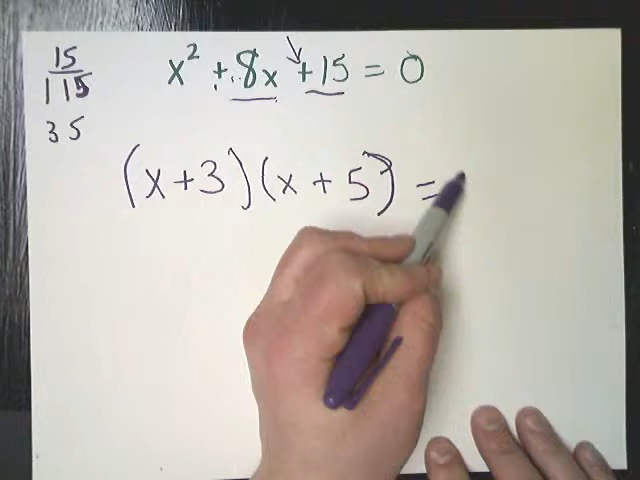 15
1 15
3 5
x² + 8x + 15 = 0
(x+3)(x + 5) =